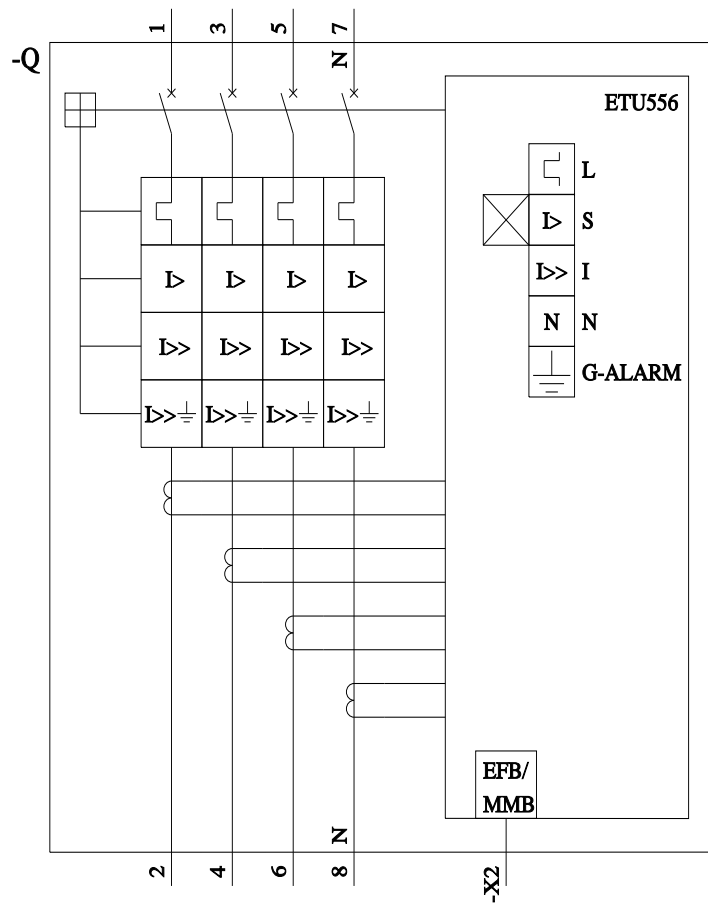 1 3 5 7
-Q N
ETU556
L
I> S
I>> I
N N
G-ALARM
I> I> I> I>
I>> I>> I>> I>>
I>> I>> I>> I>>
EFB/
MMB
N
2 4 6 8 -X2